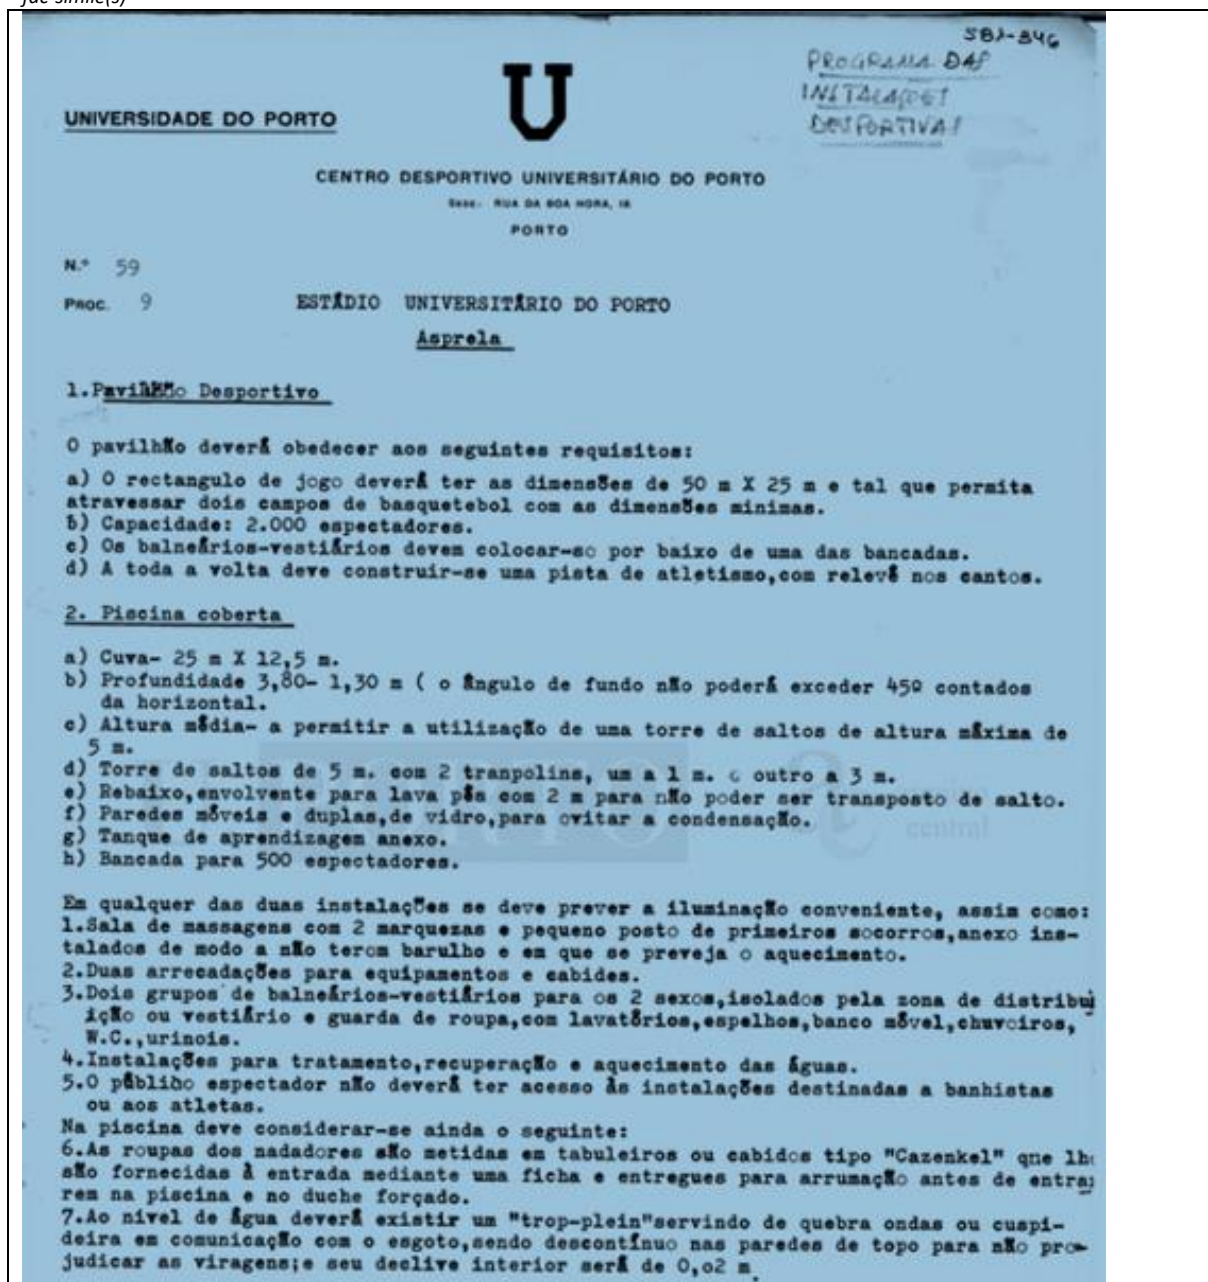 fac-simile(s)
582-846
PROGRAMA DAS
INSTALAÇÕES
DESPORTIVAS
U
UNIVERSIDADE DO PORTO
CENTRO DESPORTIVO UNIVERSITÁRIO DO PORTO
Sede: RUA DA BOA HORA, 18
PORTO
N.º 59
PROC. 9
ESTÁDIO UNIVERSITÁRIO DO PORTO
Asprela
1.Pavilhão Desportivo
O pavilhão deverá obedecer aos seguintes requisitos:
a) O rectangulo de jogo deverá ter as dimensões de 50 m X 25 m e tal que permita
atravessar dois campos de basquetebol com as dimensões minimas.
b) Capacidade: 2.000 espectadores.
c) Os balneários-vestiários devem colocar-se por baixo de uma das bancadas.
d) A toda a volta deve construir-se uma pista de atletismo,com relevê nos cantos.
2. Piscina coberta
a) Cuva- 25 m X 12,5 m.
b) Profundidade 3,80- 1,30 m ( o ângulo de fundo não poderá exceder 45º contados
da horizontal.
c) Altura média- a permitir a utilização de uma torre de saltos de altura máxima de
5 m.
d) Torre de saltos de 5 m. com 2 tranpolins, um a 1 m. e outro a 3 m.
e) Rebaixo,envolvente para lava pés com 2 m para não poder ser transposto de salto.
f) Paredes móveis e duplas,de vidro,para evitar a condensação.
g) Tanque de aprendizagem anexo.
h) Bancada para 500 espectadores.
central
Em qualquer das duas instalações se deve prever a iluminação conveniente, assim como:
1.Sala de massagens com 2 marquezas e pequeno posto de primeiros socorros,anexo ins-
talados de modo a não terem barulho e em que se preveja o aquecimento.
2.Duas arrecadações para equipamentos e cabides.
3.Dois grupos de balneários-vestiários para os 2 sexos,isolados pela zona de distribui
ição ou vestiário e guarda de roupa,com lavatórios,espelhos,banco móvel,chuveiros,
W.C.,urinois.
4.Instalações para tratamento,recuperação e aquecimento das águas.
5.O públibo espectador não deverá ter acesso às instalações destinadas a banhistas
ou aos atletas.
Na piscina deve considerar-se ainda o seguinte:
6.As roupas dos nadadores são metidas em tabuleiros ou cabides tipo "Cazenkel" que lhe
são fornecidas à entrada mediante uma ficha e entregues para arrumação antes de entra
rem na piscina e no duche forçado.
7.Ao nivel de água deverá existir um "trop-plein"servindo de quebra ondas ou cuspi-
deira em comunicação com o esgoto,sendo descontínuo nas paredes de topo para não pre-
judicar as viragens;e seu declive interior será de 0,o2 m.